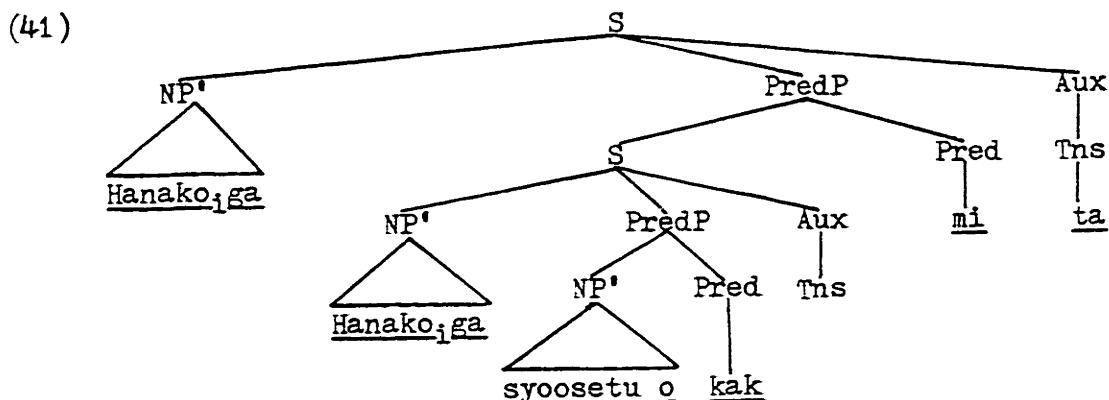 (41)
S
NP' PredP Aux
S Pred Tns
Hanakoᵢga
NP' PredP Aux mi ta
NP' Pred Tns
Hanakoᵢga
syoosetu o kak